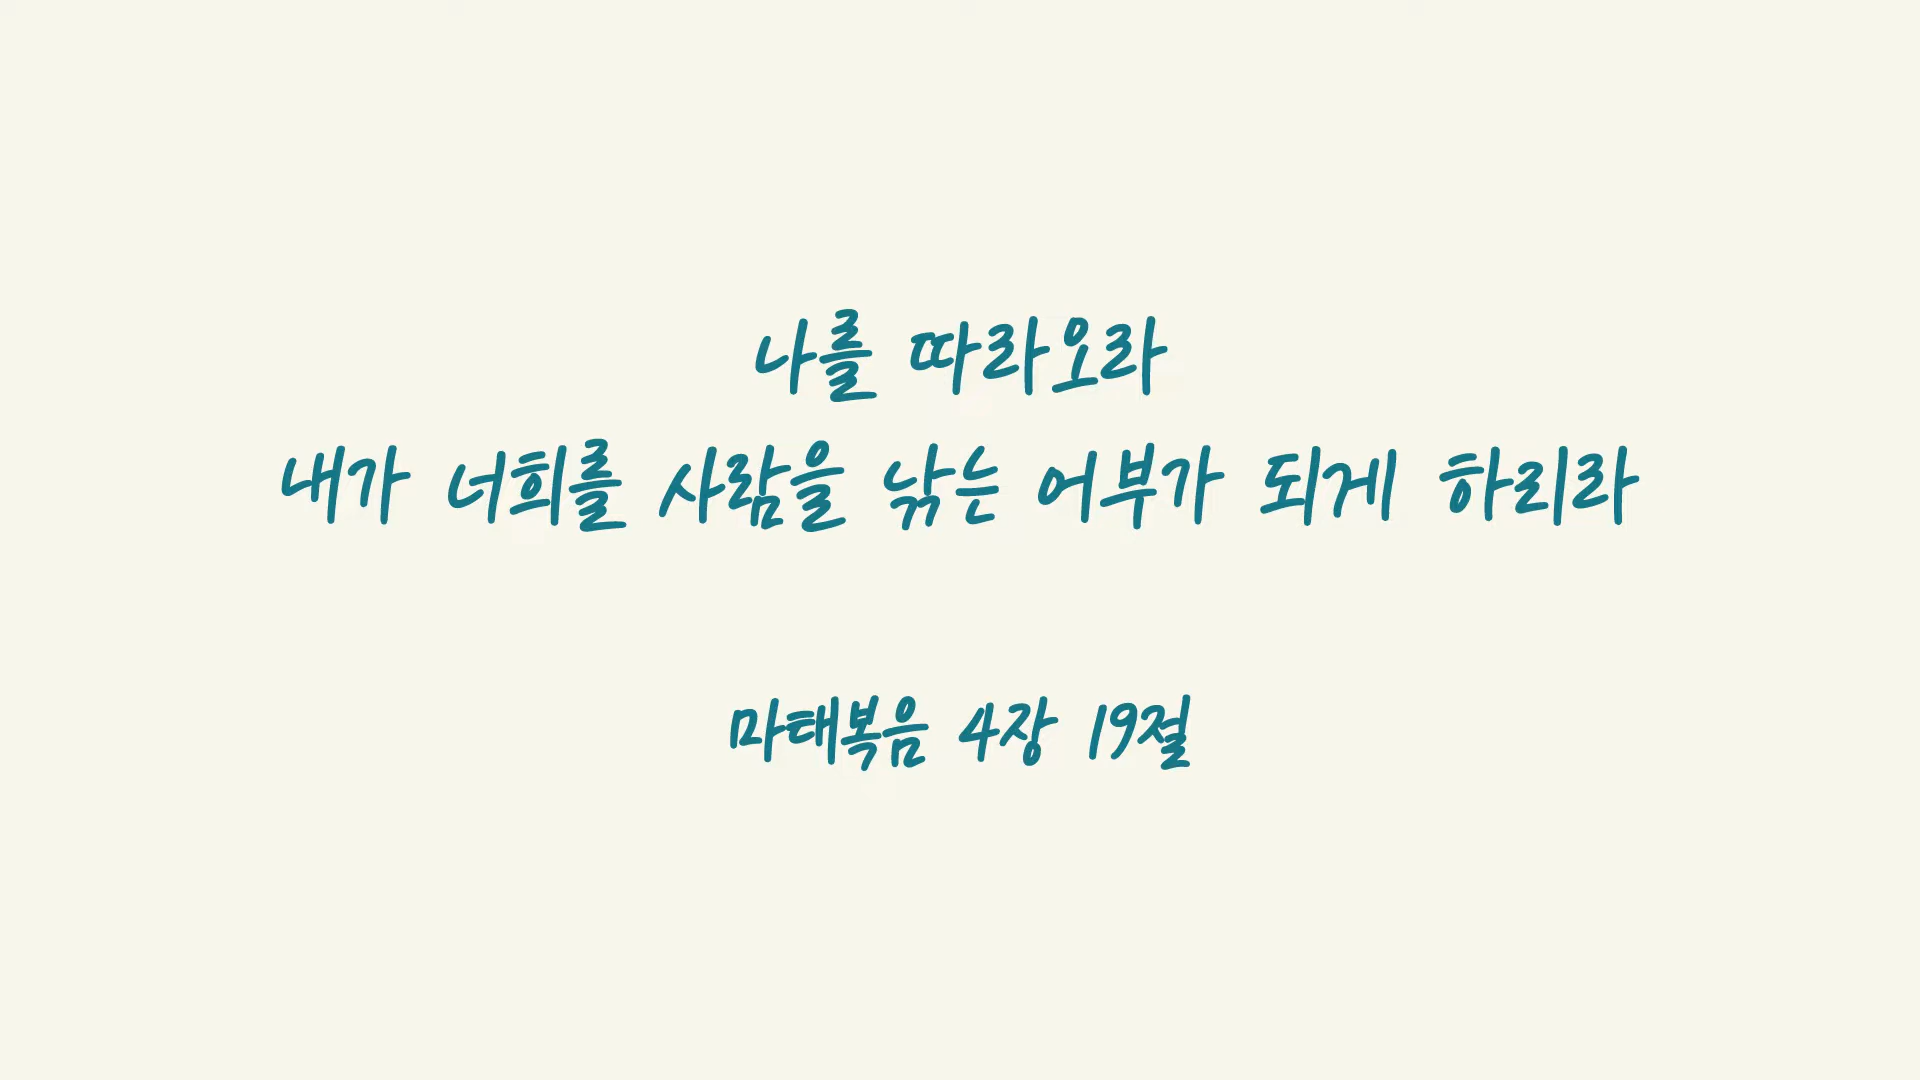 나를 따라오라
내가 너희를 사람을 낚는 어부가 되게 하리라
마태복음 4장 19절